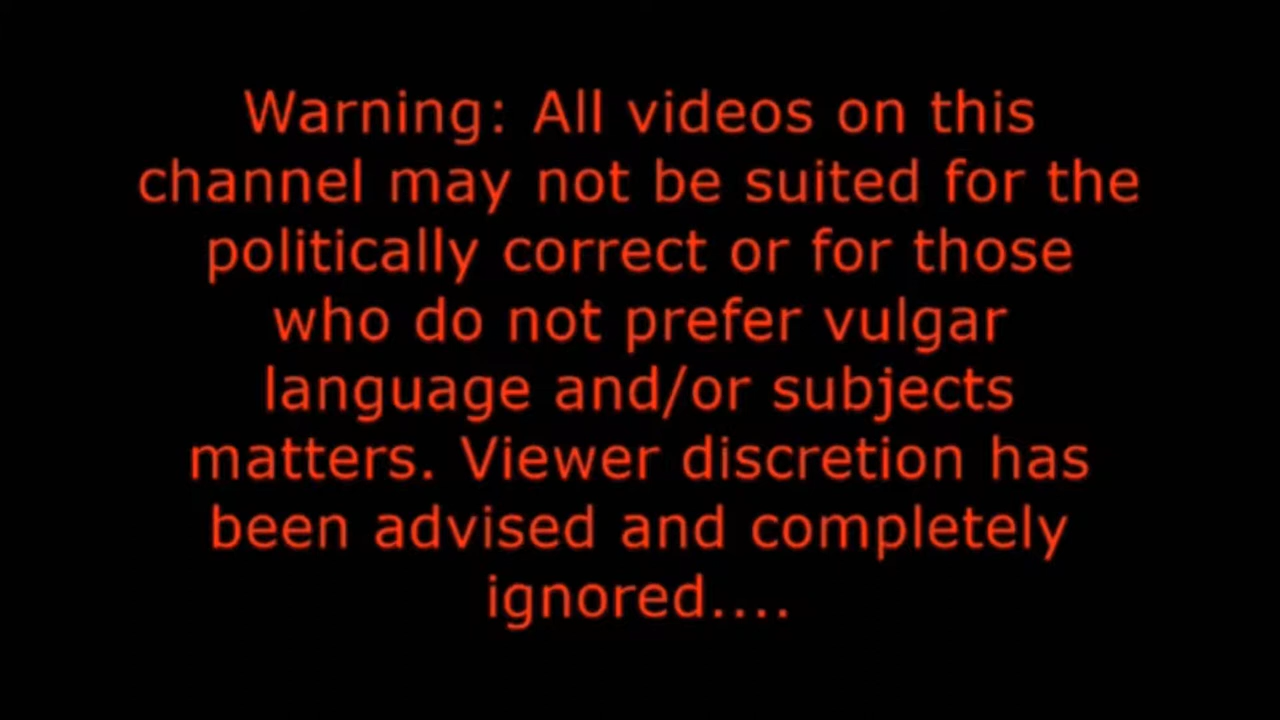 Warning: All videos on this
channel may not be suited for the
politically correct or for those
who do not prefer vulgar
language and/or subjects
matters. Viewer discretion has
been advised and completely
ignored....